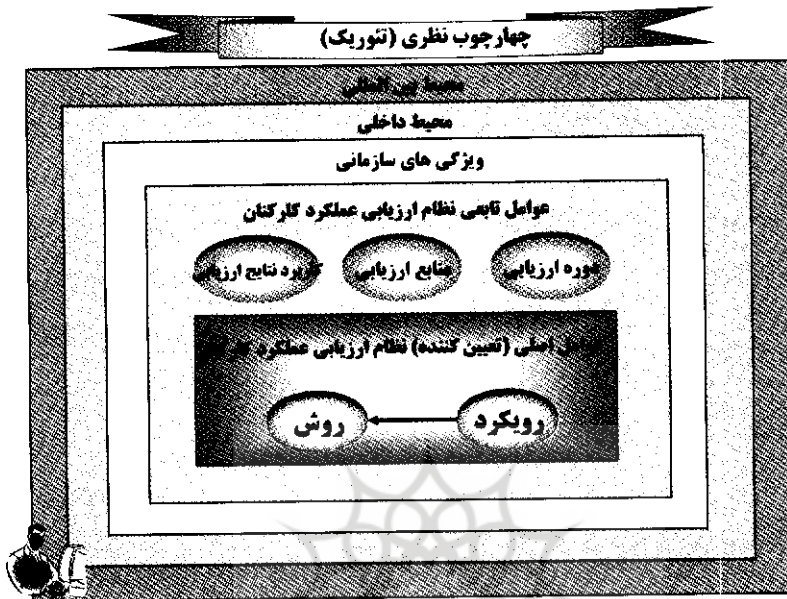 چهارچوب نظری (تئوریک)
محیط بین المللی
محیط داخلی
ویژگی های سازمانی
عوامل تابعی نظام ارزیابی عملکرد کارکنان
دوره ارزیابی
منابع ارزیابی
کاربرد نتایج ارزیابی
عوامل اصلی (تعیین کننده) نظام ارزیابی عملکرد
رویکرد
روش